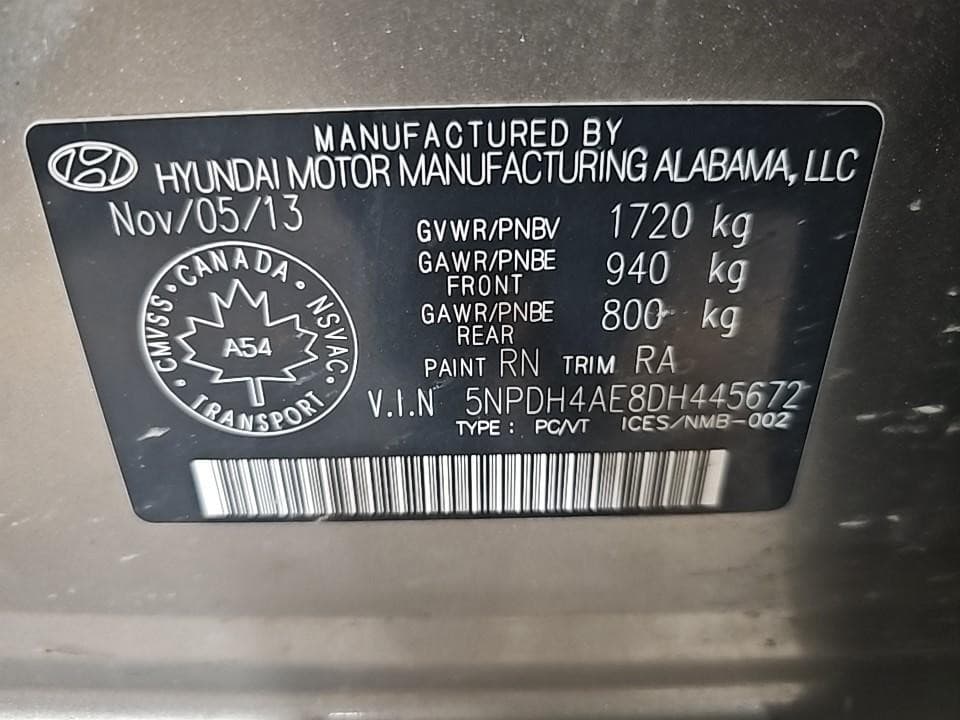 MANUFACTURED BY
HYUNDAI MOTOR MANUFACTURING ALABAMA, LLC
Nov/05/13
GVWR/PNBV 1720 kg
GAWR/PNBE FRONT 940 kg
GAWR/PNBE REAR 800 kg
PAINT RN TRIM RA
V.I.N 5NPDH4AE8DH445672
TYPE : PC/VT ICES/NMB-002
CMVSS • CANADA • NSVAC • TRANSPORT •
A54